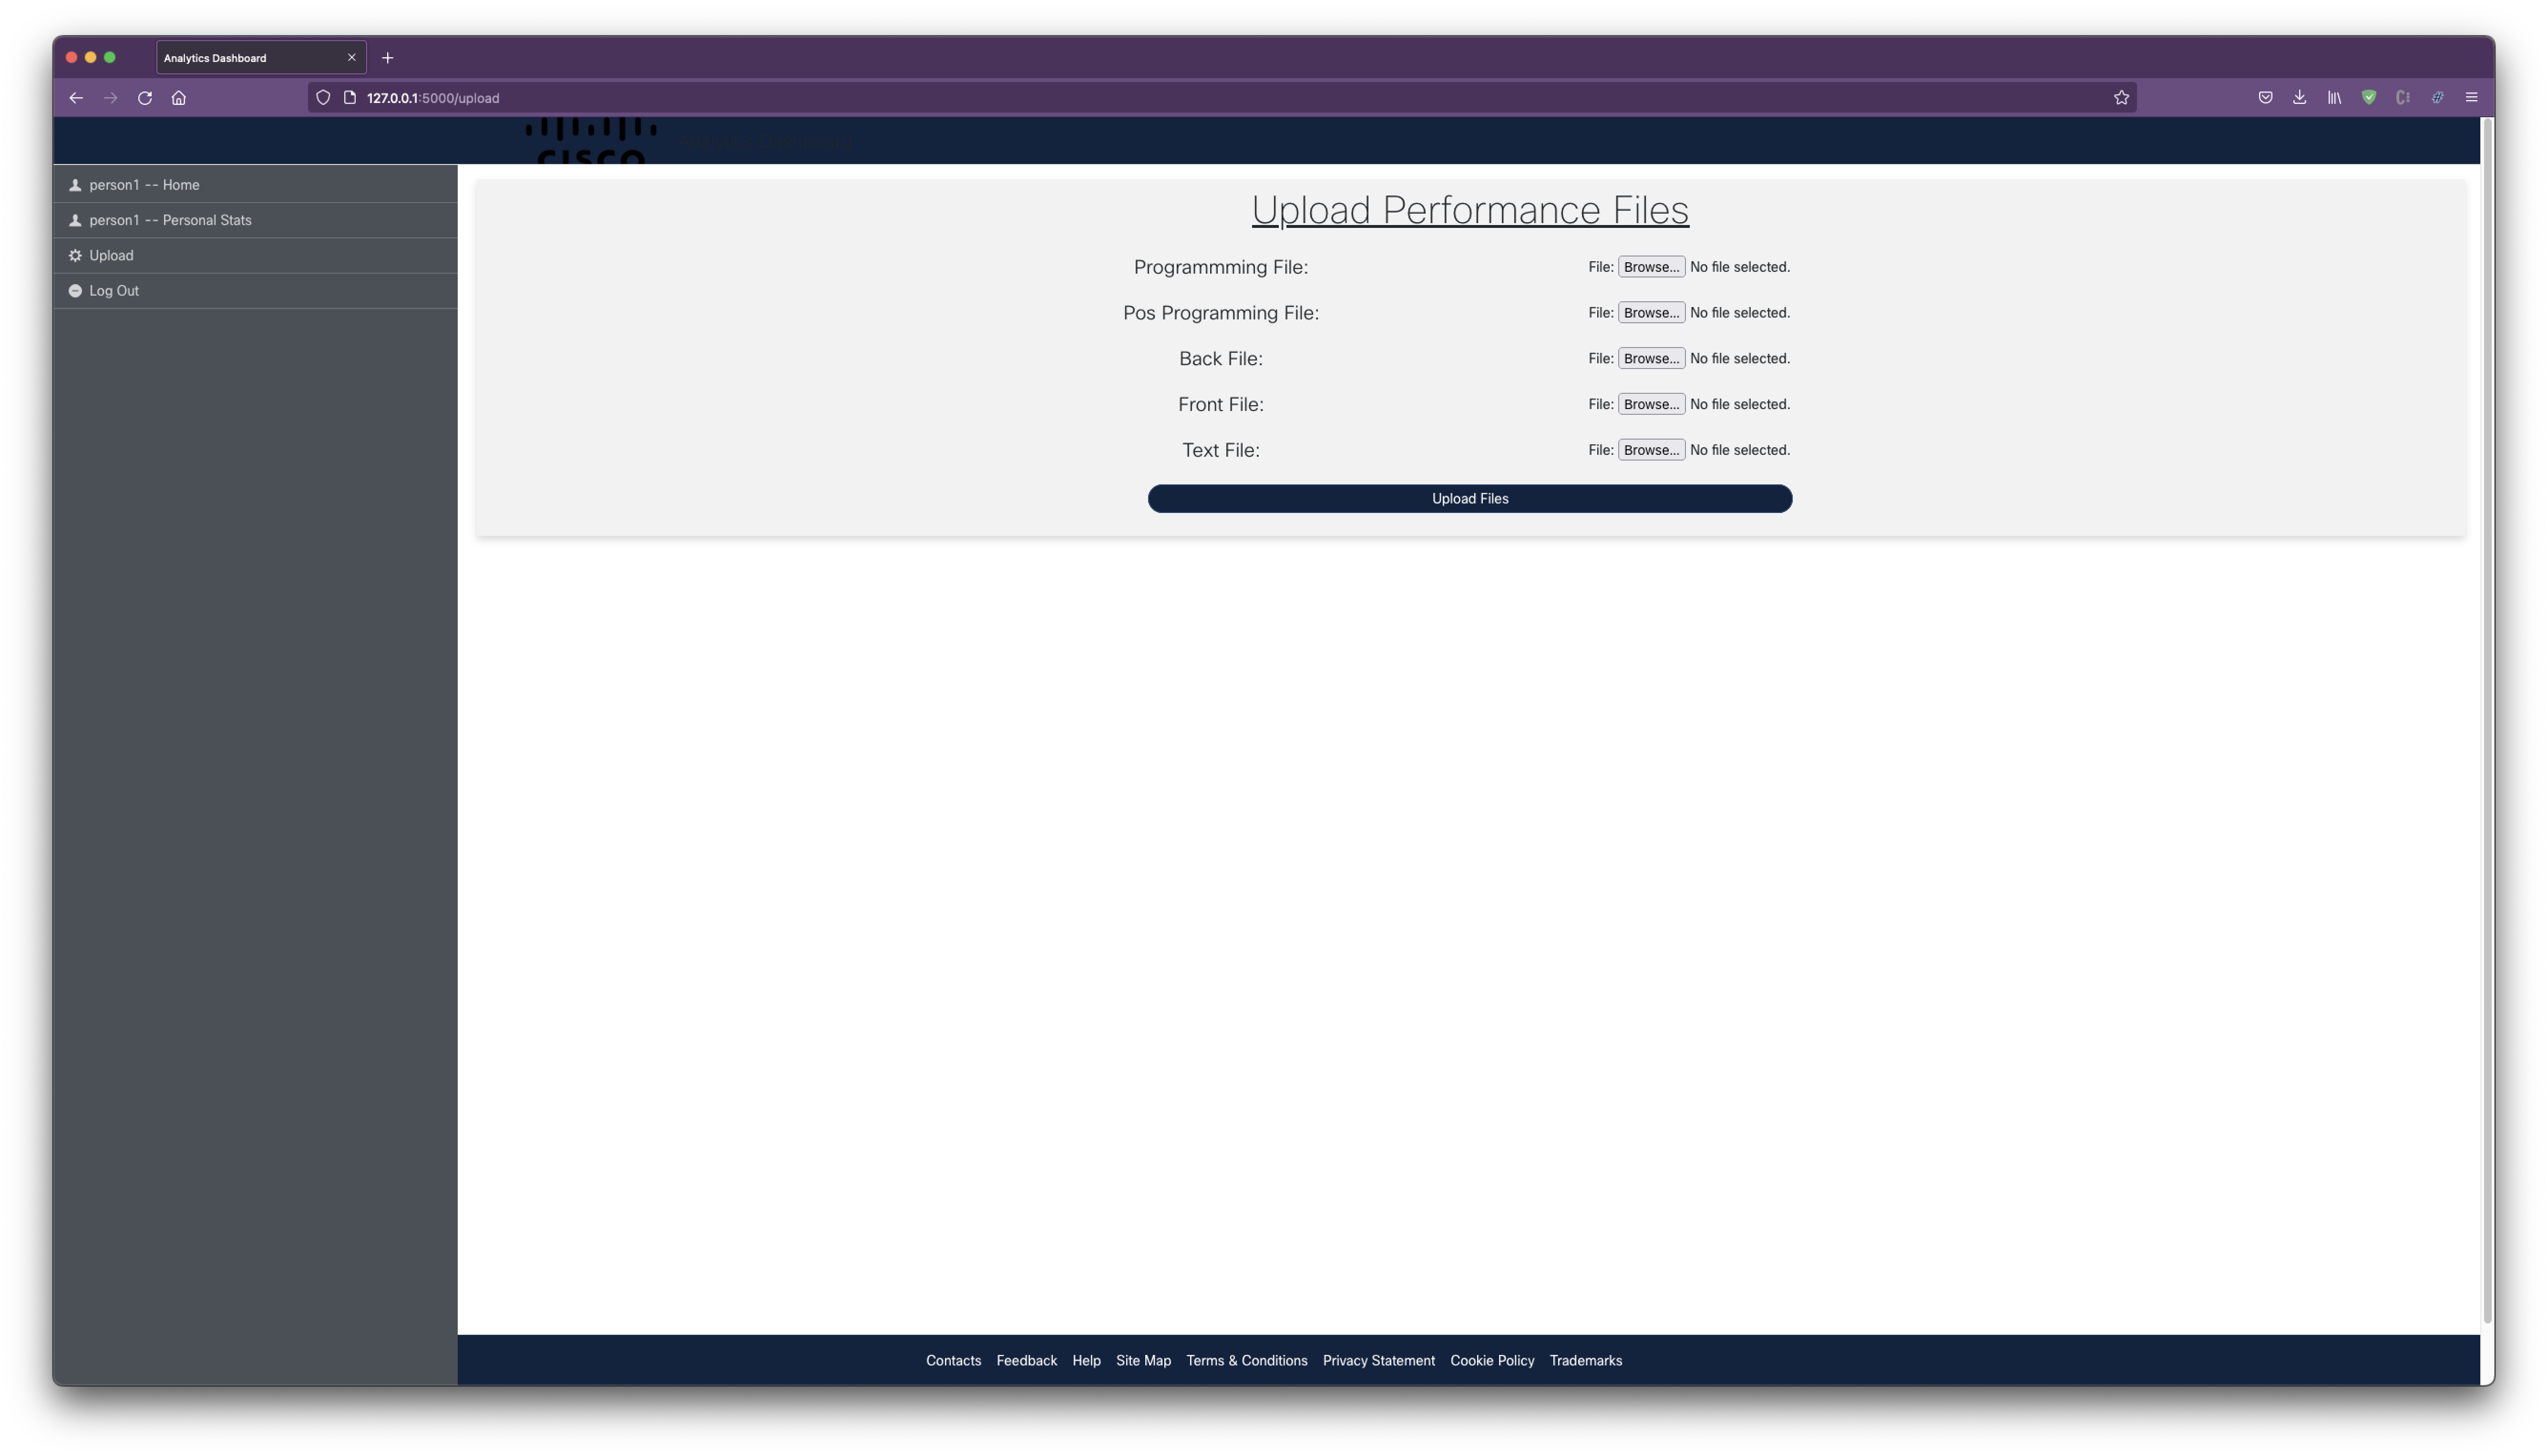 Analytics Dashboard
127.0.0.1:5000/upload
CISCO
person1 -- Home
person1 -- Personal Stats
Upload
Log Out
Upload Performance Files
Programmming File: File: Browse... No file selected.
Pos Programming File: File: Browse... No file selected.
Back File: File: Browse... No file selected.
Front File: File: Browse... No file selected.
Text File: File: Browse... No file selected.
Upload Files
Contacts Feedback Help Site Map Terms & Conditions Privacy Statement Cookie Policy Trademarks